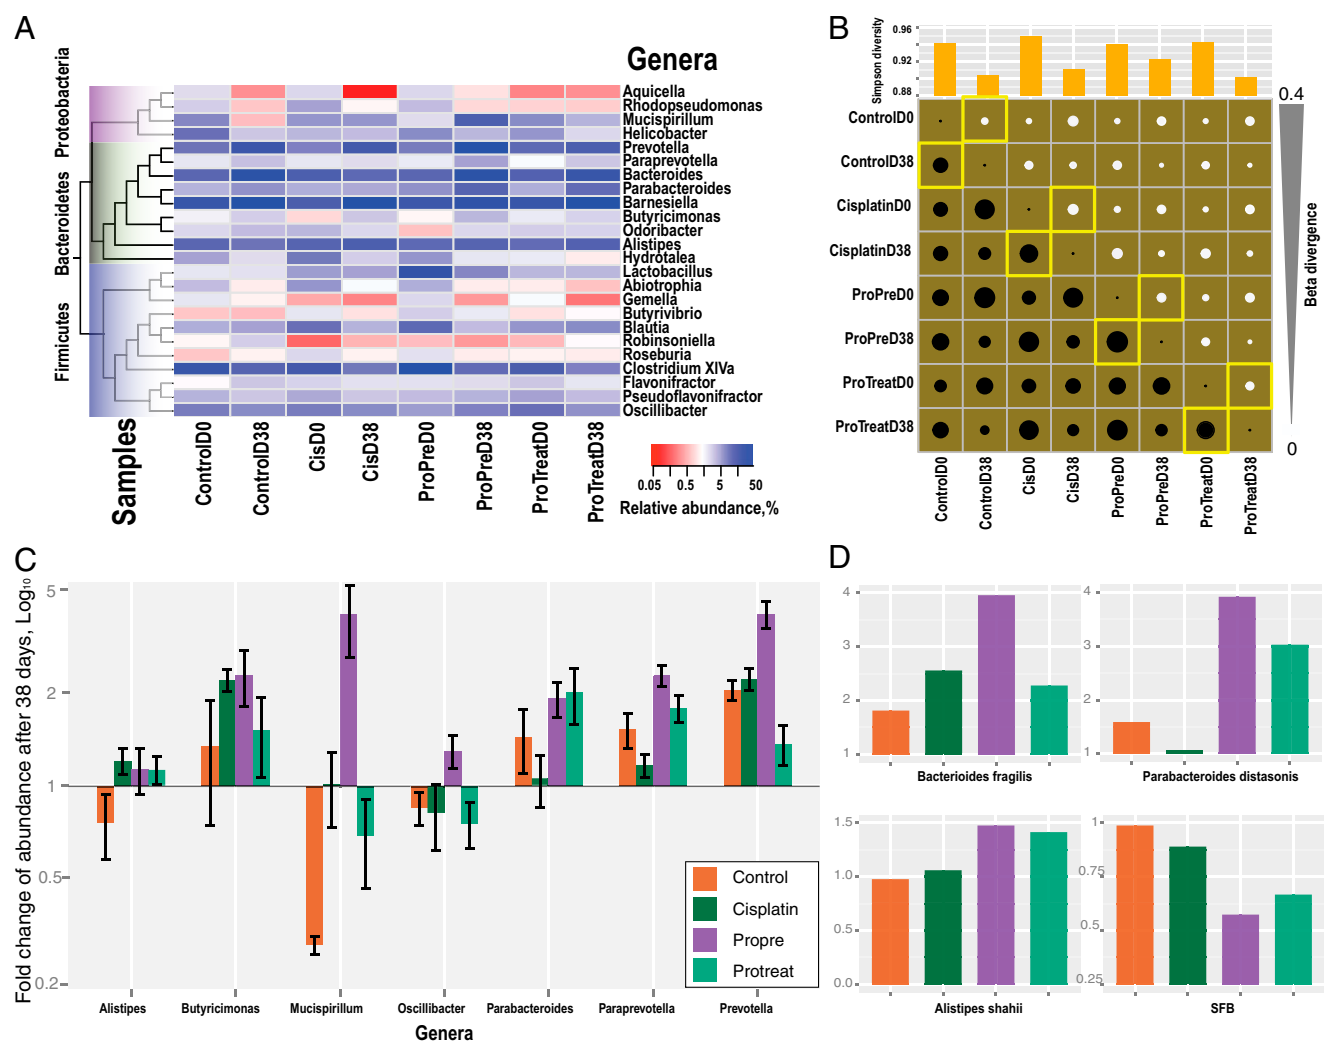 A
Genera
Proteobacteria
Bacteroidetes
Firmicutes
Aquicella
Rhodopseudomonas
Mucispirillum
Helicobacter
Prevotella
Paraprevotella
Bacteroides
Parabacteroides
Barnesiella
Butyricimonas
Odoribacter
Alistipes
Hydrotalea
Lactobacillus
Abiotrophia
Gemella
Butyrivibrio
Blautia
Robinsoniella
Roseburia
Clostridium XIVa
Flavonifractor
Pseudoflavonifractor
Oscillibacter
Samples
ControlD0
ControlD38
CisD0
CisD38
ProPreD0
ProPreD38
ProTreatD0
ProTreatD38
0.05 0.5 5 50
Relative abundance,%
B
Simpson diversity
0.96
0.92
0.88
ControlD0
ControlD38
CisplatinD0
CisplatinD38
ProPreD0
ProPreD38
ProTreatD0
ProTreatD38
ControlD0
ControlD38
CisD0
CisD38
ProPreD0
ProPreD38
ProTreatD0
ProTreatD38
0.4
Beta divergence
0
C
Fold change of abundance after 38 days, Log10
5
2
1
0.5
0.2
Alistipes Butyricimonas Mucispirillum Oscillibacter Parabacteroides Paraprevotella Prevotella
Genera
Control
Cisplatin
Propre
Protreat
D
4
3
2
1
Bacterioides fragilis
4
3
2
1
Parabacteroides distasonis
1.5
1.0
0.5
0.0
Alistipes shahii
1
0.75
0.5
0.25
SFB